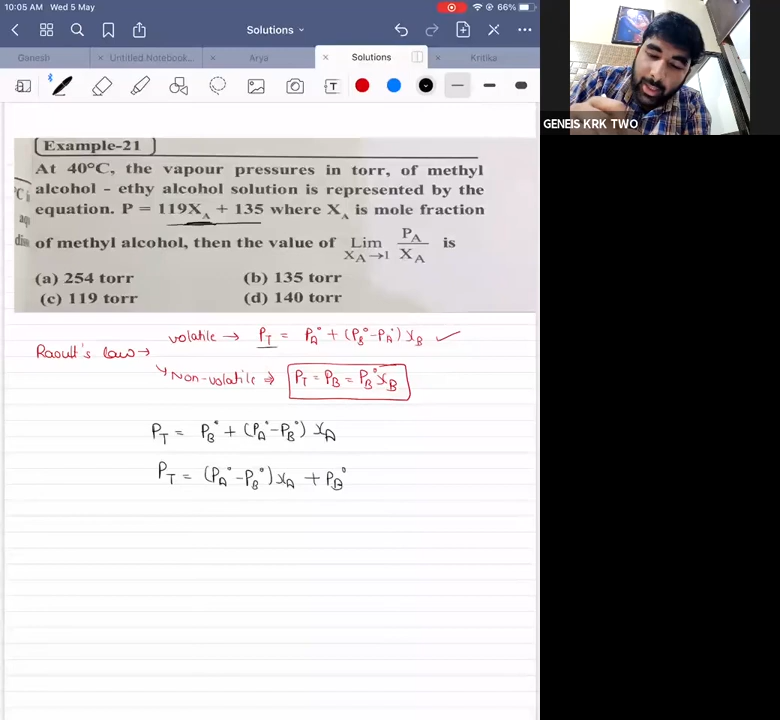 10:05 AM Wed 5 May
66%
Solutions
Ganesh
Untitled Notebook...
Arya
Solutions
Kritika
T
GENEIS KRK TWO
Example-21
At 40°C, the vapour pressures in torr, of methyl
alcohol - ethy alcohol solution is represented by the
equation. P = 119X_A + 135 where X_A is mole fraction
of methyl alcohol, then the value of Lim X_A→1 P_A/X_A is
(a) 254 torr (b) 135 torr
(c) 119 torr (d) 140 torr
volatile → P_T = P_A° + (P_B° - P_A°) x_B
Raoult's law →
Non-volatile ⇒ P_T = P_B = P_B° x_B
P_T = P_B° + (P_A° - P_B°) x_A
P_T = (P_A° - P_B°) x_A + P_B°